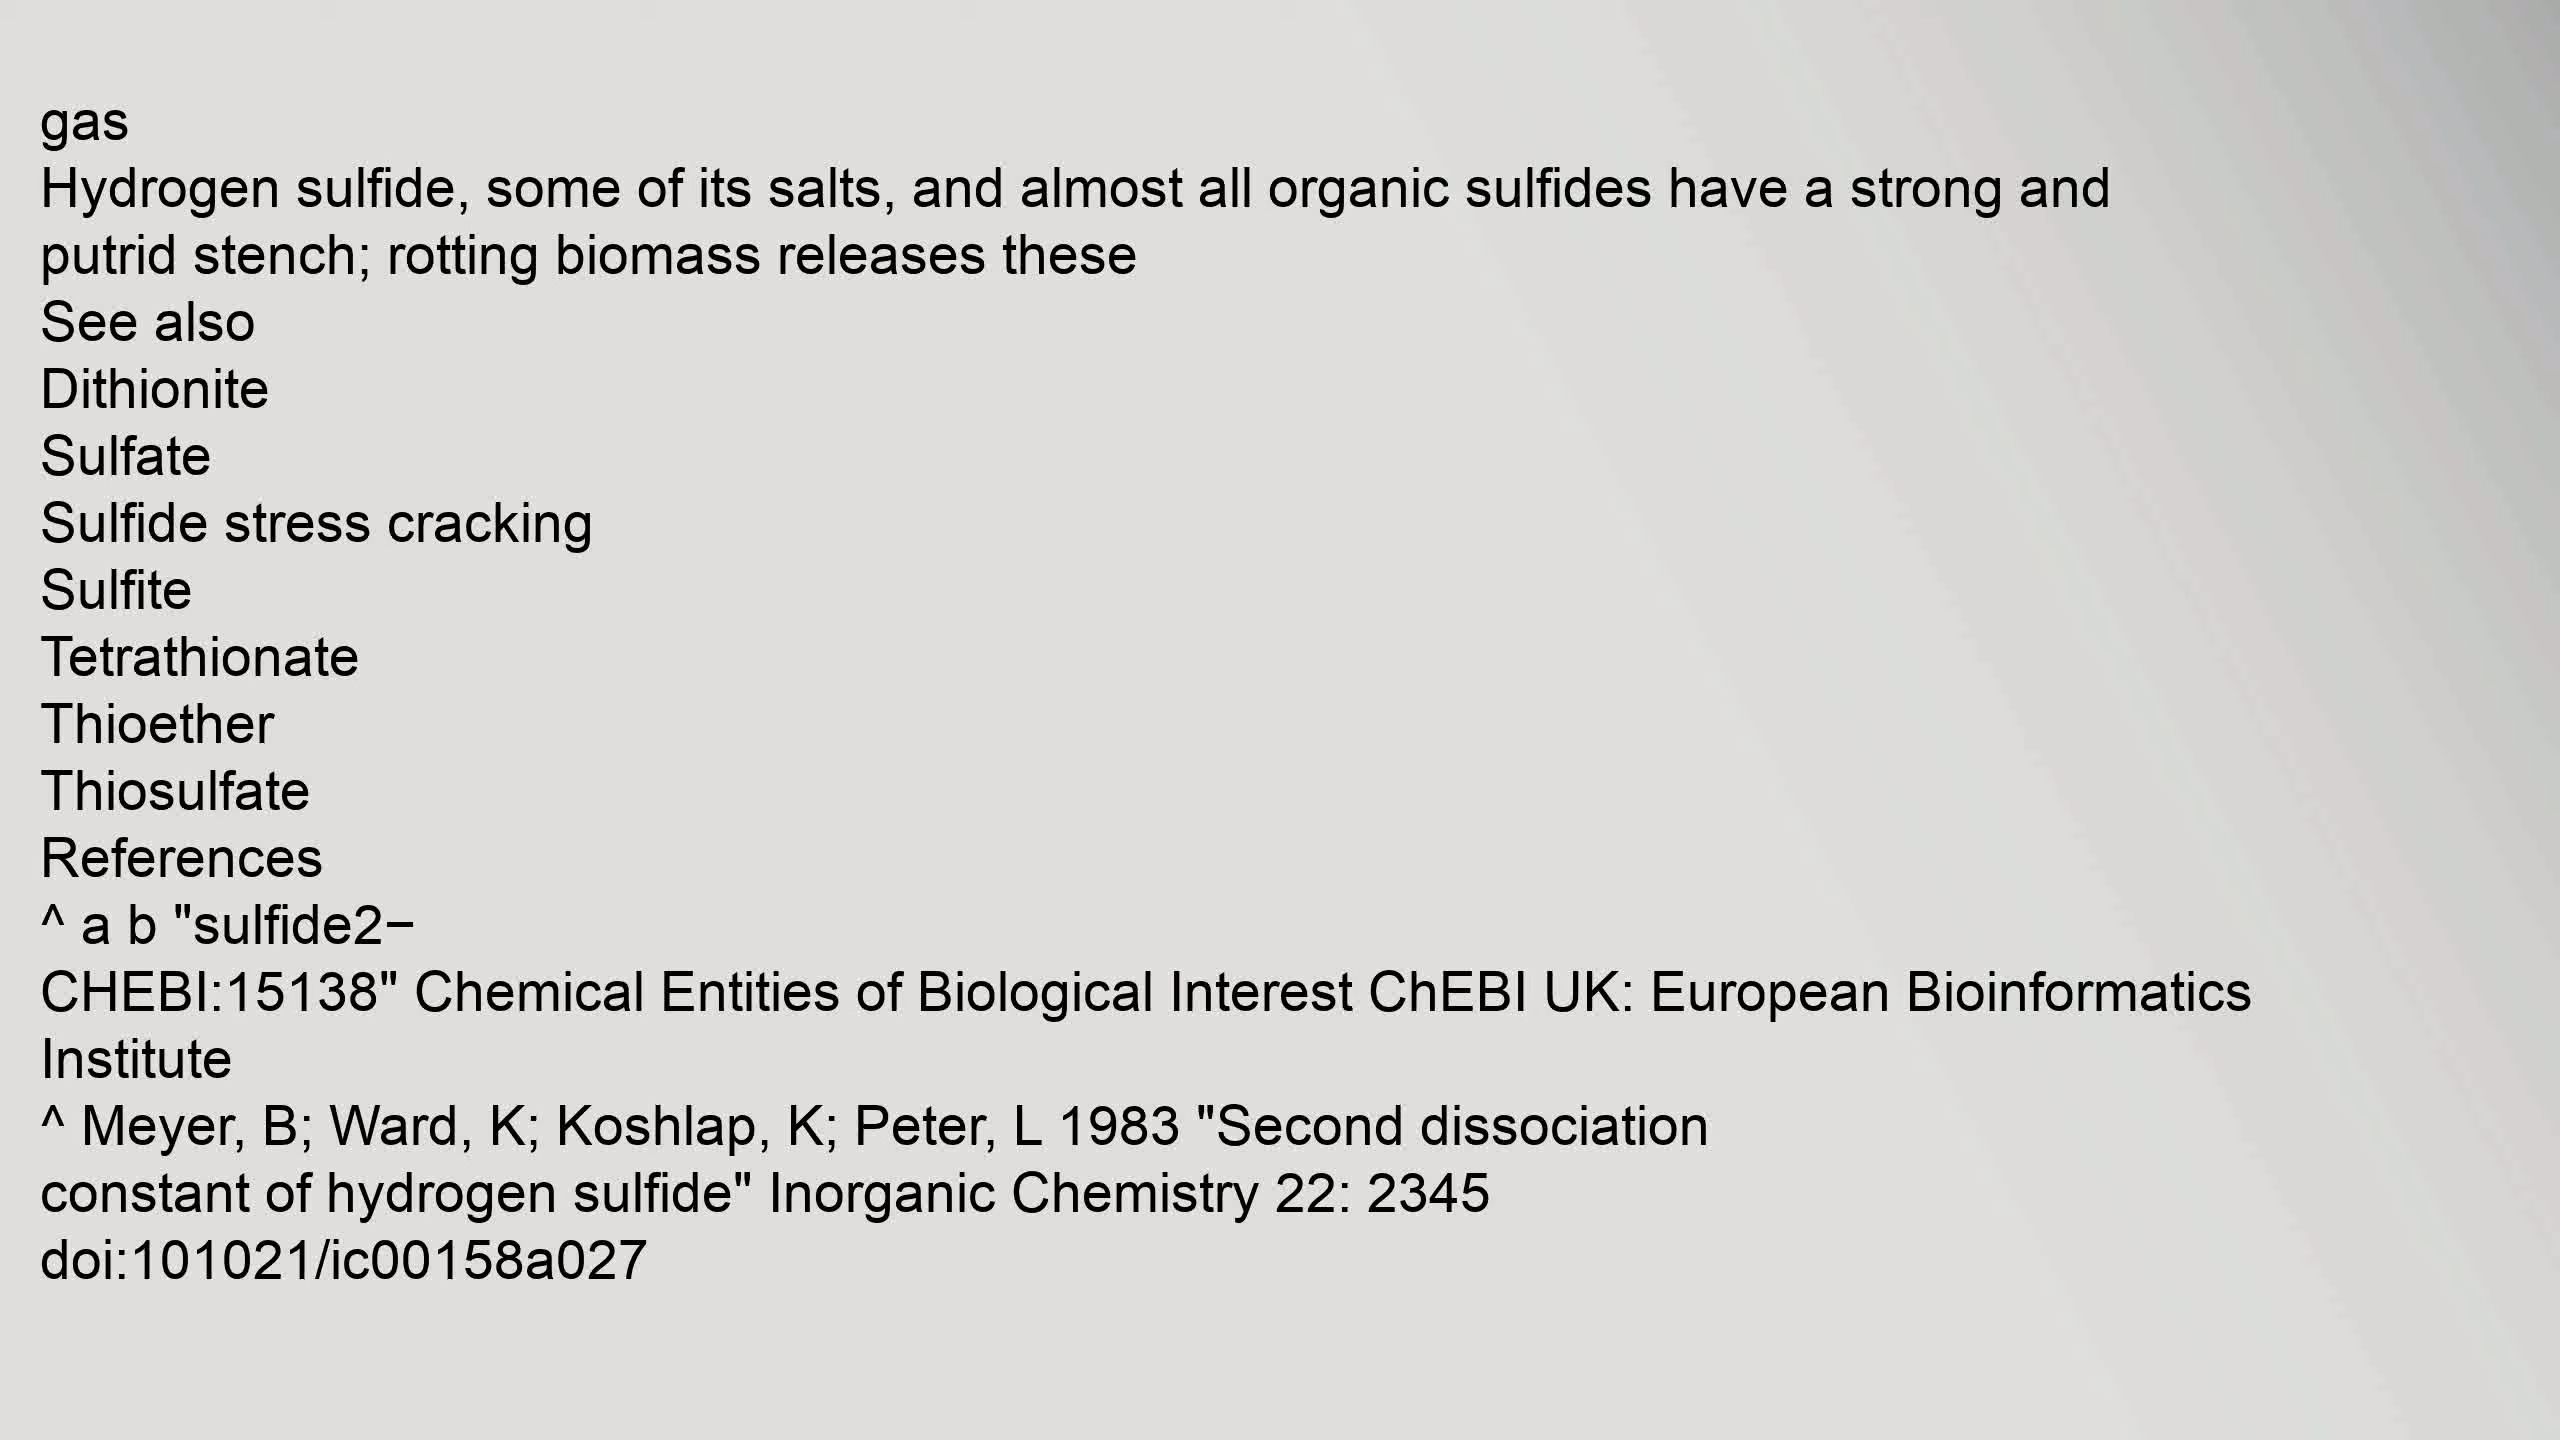 gas
Hydrogen sulfide, some of its salts, and almost all organic sulfides have a strong and
putrid stench; rotting biomass releases these
See also
Dithionite
Sulfate
Sulfide stress cracking
Sulfite
Tetrathionate
Thioether
Thiosulfate
References
^ a b "sulfide2−
CHEBI:15138" Chemical Entities of Biological Interest ChEBI UK: European Bioinformatics
Institute
^ Meyer, B; Ward, K; Koshlap, K; Peter, L 1983 "Second dissociation
constant of hydrogen sulfide" Inorganic Chemistry 22: 2345
doi:101021/ic00158a027